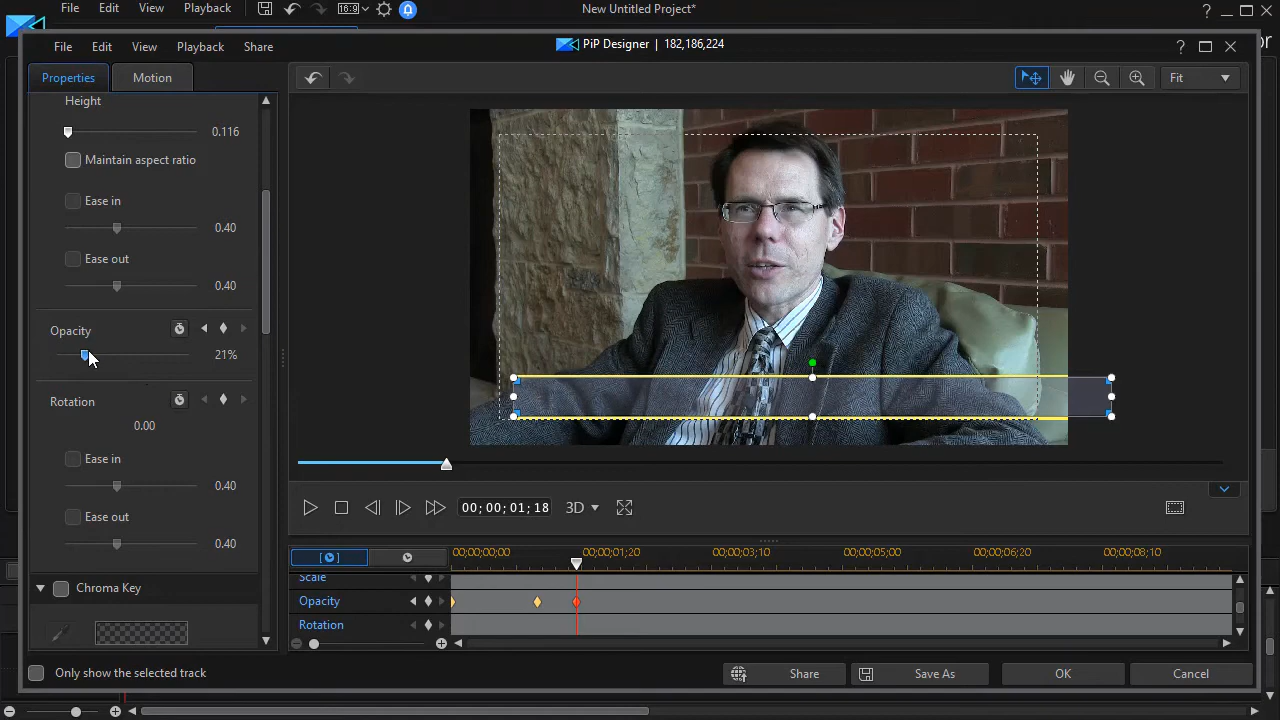 File Edit View Playback 16:9 New Untitled Project* ?
or
PiP Designer | 182,186,224 ?
File Edit View Playback Share
Properties Motion
Fit
Height
0.116
Maintain aspect ratio
Ease in
0.40
Ease out
0.40
Opacity
21%
Rotation
0.00
Ease in
0.40
Ease out
0.40
Chroma Key
00; 00; 01; 18 3D
00;00;00;00 00;00;01;20 00;00;03;10 00;00;05;00 00;00;06;20 00;00;08;10
Scale
Opacity
Rotation
Only show the selected track
Share Save As OK Cancel